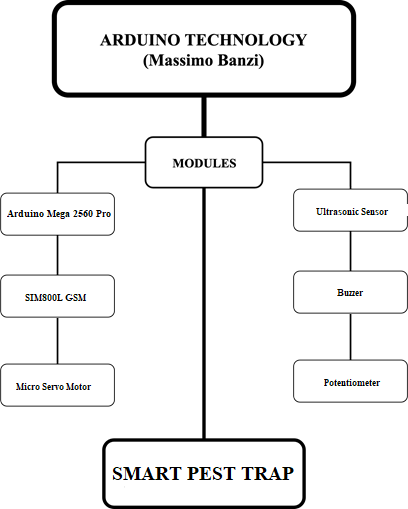 ARDUINO TECHNOLOGY
(Massimo Banzi)
MODULES
Arduino Mega 2560 Pro
SIM800L GSM
Micro Servo Motor
Ultrasonic Sensor
Buzzer
Potentiometer
SMART PEST TRAP